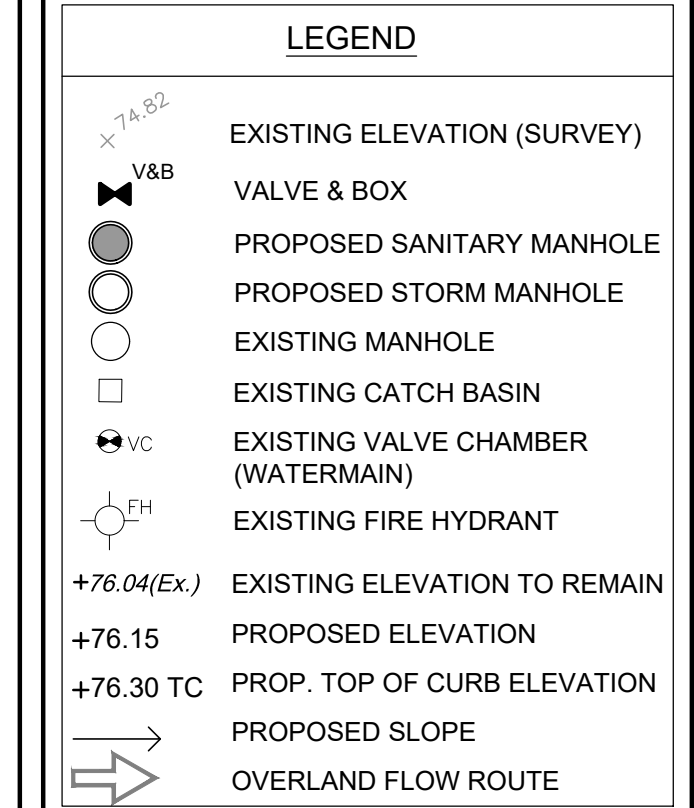 LEGEND
74.82 EXISTING ELEVATION (SURVEY)
V&B VALVE & BOX
PROPOSED SANITARY MANHOLE
PROPOSED STORM MANHOLE
EXISTING MANHOLE
EXISTING CATCH BASIN
VC EXISTING VALVE CHAMBER
(WATERMAIN)
FH EXISTING FIRE HYDRANT
+76.04(Ex.) EXISTING ELEVATION TO REMAIN
+76.15 PROPOSED ELEVATION
+76.30 TC PROP. TOP OF CURB ELEVATION
PROPOSED SLOPE
OVERLAND FLOW ROUTE